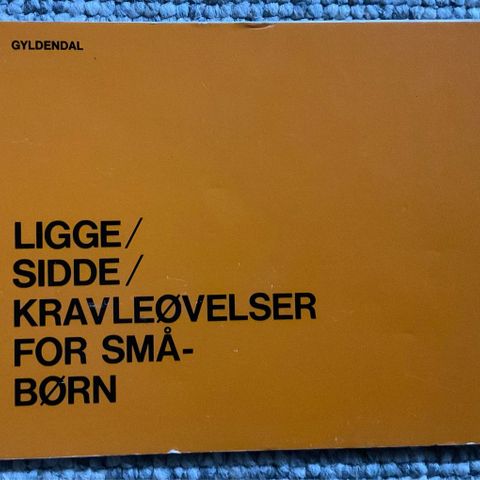 GYLDENDAL
LIGGE/
SIDDE/
KRAVLEØVELSER
FOR SMÅ-
BØRN